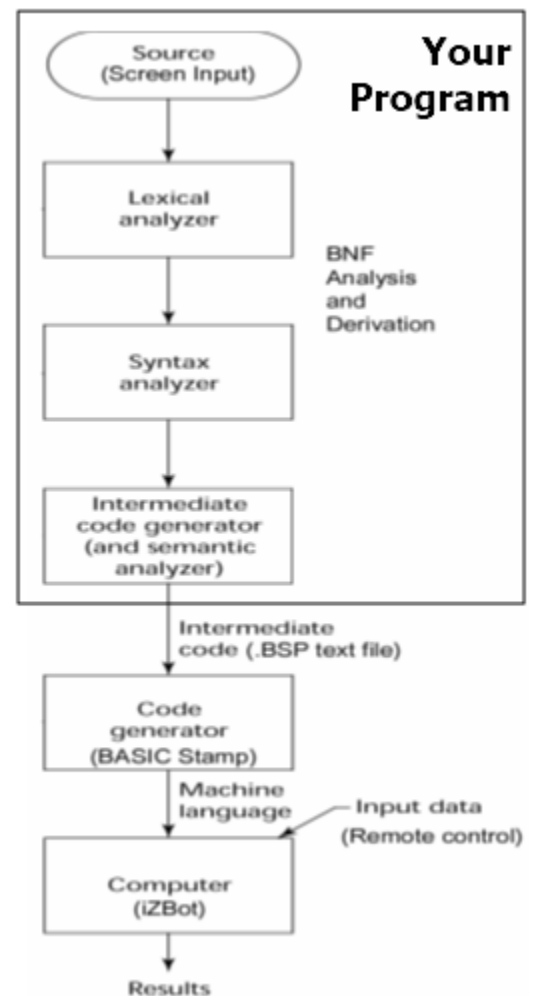 Source
(Screen Input)
Your
Program
Lexical
analyzer
BNF
Analysis
and
Derivation
Syntax
analyzer
Intermediate
code generator
(and semantic
analyzer)
Intermediate
code (.BSP text file)
Code
generator
(BASIC Stamp)
Machine
language
Input data
(Remote control)
Computer
(iZBot)
Results